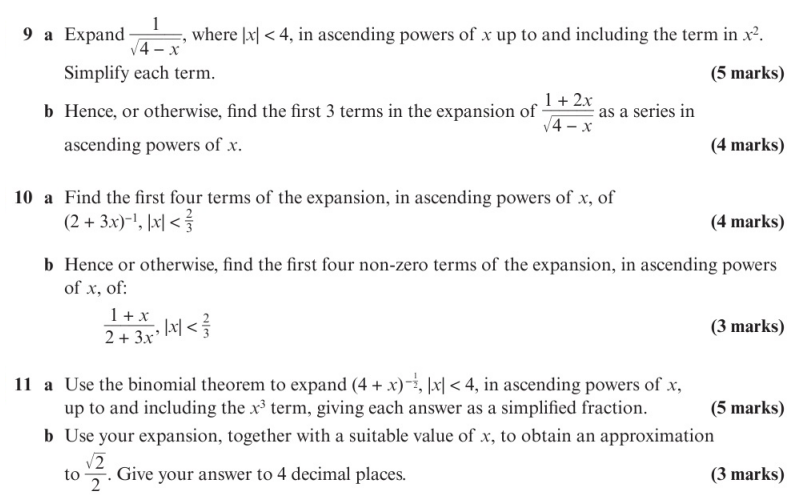 9 a Expand 1/√(4 − x), where |x| < 4, in ascending powers of x up to and including the term in x².
Simplify each term. (5 marks)
b Hence, or otherwise, find the first 3 terms in the expansion of (1 + 2x)/√(4 − x) as a series in
ascending powers of x. (4 marks)
10 a Find the first four terms of the expansion, in ascending powers of x, of
(2 + 3x)⁻¹, |x| < 2/3 (4 marks)
b Hence or otherwise, find the first four non-zero terms of the expansion, in ascending powers
of x, of:
(1 + x)/(2 + 3x), |x| < 2/3 (3 marks)
11 a Use the binomial theorem to expand (4 + x)^(−1/2), |x| < 4, in ascending powers of x,
up to and including the x³ term, giving each answer as a simplified fraction. (5 marks)
b Use your expansion, together with a suitable value of x, to obtain an approximation
to √2/2. Give your answer to 4 decimal places. (3 marks)